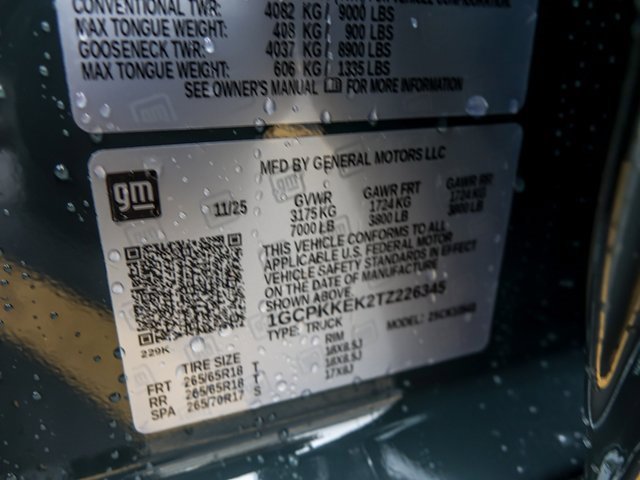 CONVENTIONAL TWR: 4082 KG/ 9000 LBS
MAX TONGUE WEIGHT: 408 KG/ 900 LBS
GOOSENECK TWR: 4037 KG/ 8900 LBS
MAX TONGUE WEIGHT: 606 KG/ 1335 LBS
SEE OWNER'S MANUAL FOR MORE INFORMATION
gm
MFD BY GENERAL MOTORS LLC
11/25
GVWR GAWR FRT GAWR RR
3175 KG 1724 KG 1724 KG
7000 LB 3800 LB 3800 LB
THIS VEHICLE CONFORMS TO ALL
APPLICABLE U.S. FEDERAL MOTOR
VEHICLE SAFETY STANDARDS IN EFFECT
ON THE DATE OF MANUFACTURE
SHOWN ABOVE.
1GCPKKEK2TZ226345
TYPE: TRUCK MODEL:
229K
TIRE SIZE RIM
FRT 265/65R18 T 18X8.5J
RR 265/65R18 T 18X8.5J
SPA 265/70R17 S 17X8J